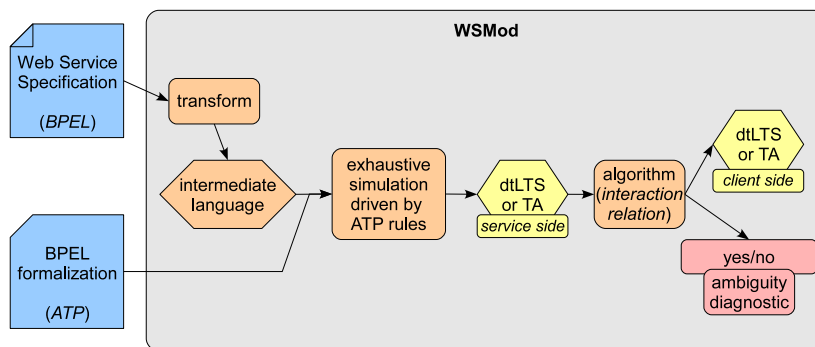 WSMod
Web Service
Specification
(BPEL)
transform
intermediate
language
BPEL
formalization
(ATP)
exhaustive
simulation
driven by
ATP rules
dtLTS
or TA
service side
algorithm
(interaction
relation)
dtLTS
or TA
client side
yes/no
ambiguity
diagnostic